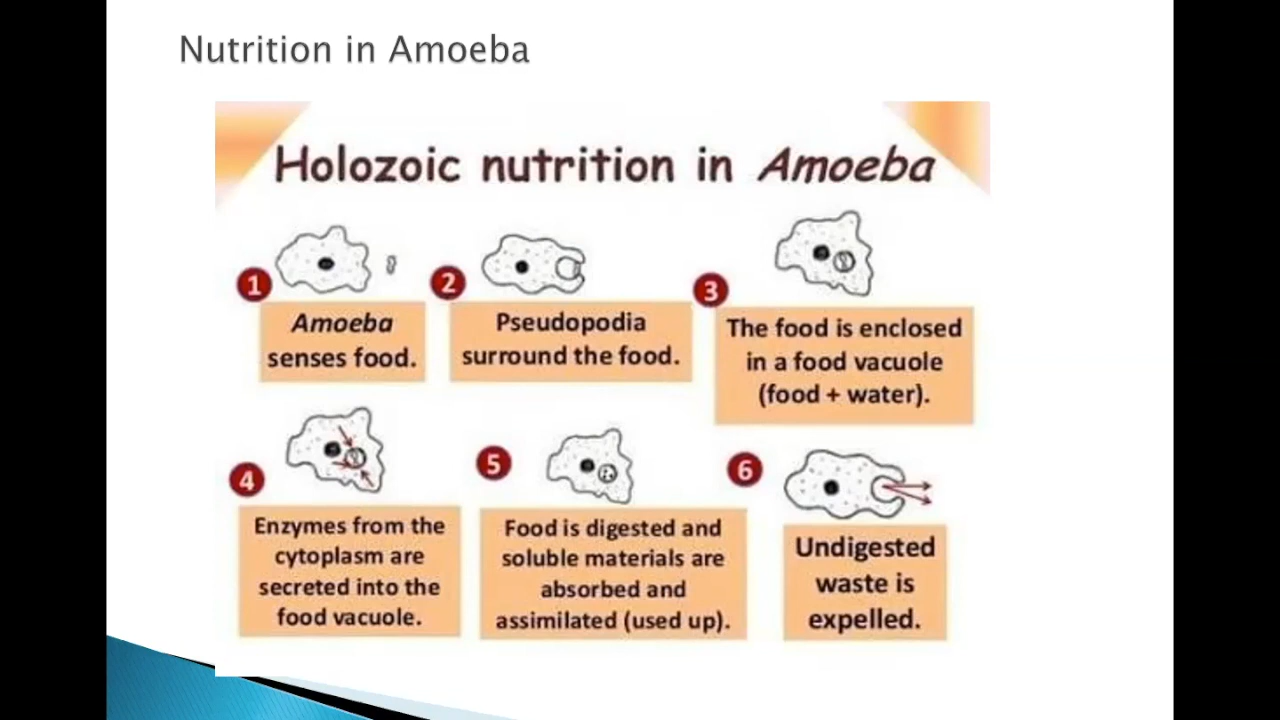 Nutrition in Amoeba
Holozoic nutrition in Amoeba
1
Amoeba
senses food.
2
Pseudopodia
surround the food.
3
The food is enclosed
in a food vacuole
(food + water).
4
Enzymes from the
cytoplasm are
secreted into the
food vacuole.
5
Food is digested and
soluble materials are
absorbed and
assimilated (used up).
6
Undigested
waste is
expelled.